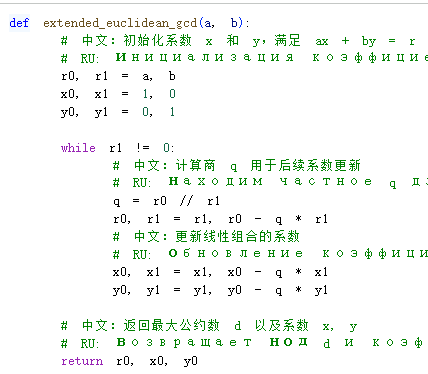 def extended_euclidean_gcd(a, b):
    # 中文：初始化系数 x 和 y，满足 ax + by = r
    # RU: Инициализация коэффицие
    r0, r1 = a, b
    x0, x1 = 1, 0
    y0, y1 = 0, 1

    while r1 != 0:
        # 中文：计算商 q 用于后续系数更新
        # RU: Находим частное q д
        q = r0 // r1
        r0, r1 = r1, r0 - q * r1
        # 中文：更新线性组合的系数
        # RU: Обновление коэффици
        x0, x1 = x1, x0 - q * x1
        y0, y1 = y1, y0 - q * y1

    # 中文：返回最大公约数 d 以及系数 x, y
    # RU: Возвращает НОД d и коэф
    return r0, x0, y0